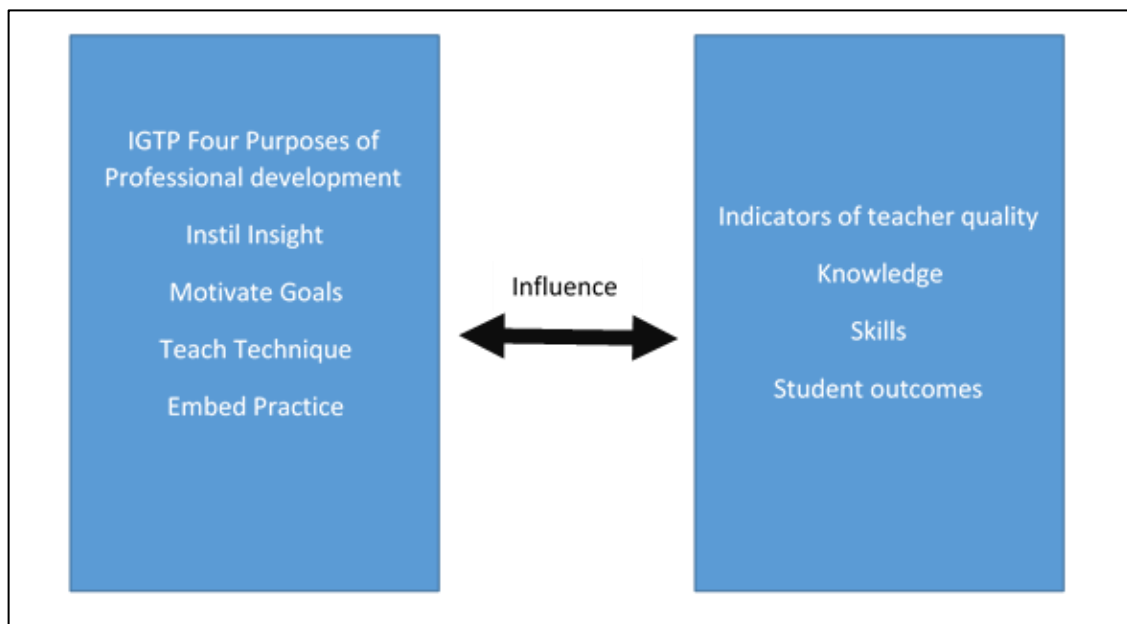 IGTP Four Purposes of
Professional development
Instil Insight
Motivate Goals
Teach Technique
Embed Practice
Influence
Indicators of teacher quality
Knowledge
Skills
Student outcomes